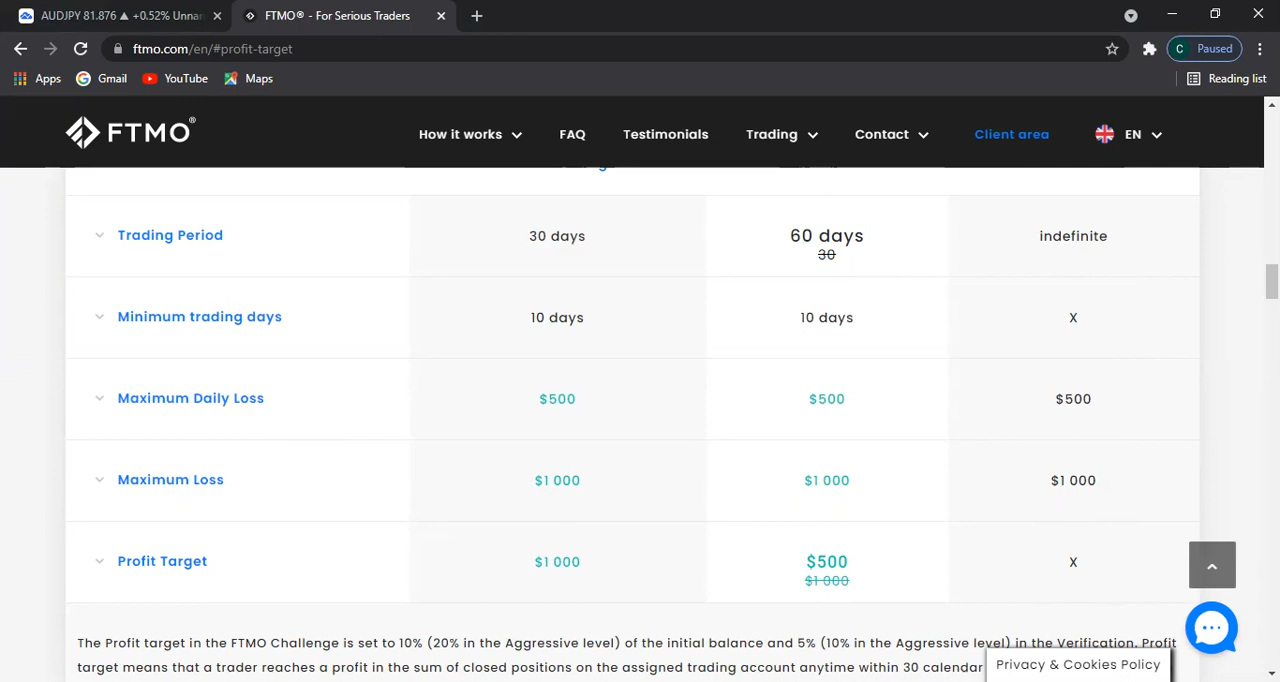 AUDJPY 81.876 ▲ +0.52% Unnan
FTMO® - For Serious Traders
ftmo.com/en/#profit-target
C Paused
Apps Gmail YouTube Maps Reading list
FTMO® How it works FAQ Testimonials Trading Contact Client area EN
Trading Period 30 days 60 days indefinite
30
Minimum trading days 10 days 10 days X
Maximum Daily Loss $500 $500 $500
Maximum Loss $1 000 $1 000 $1 000
Profit Target $1 000 $500 X
$1 000
The Profit target in the FTMO Challenge is set to 10% (20% in the Aggressive level) of the initial balance and 5% (10% in the Aggressive level) in the Verification. Profit
target means that a trader reaches a profit in the sum of closed positions on the assigned trading account anytime within 30 calendar
Privacy & Cookies Policy